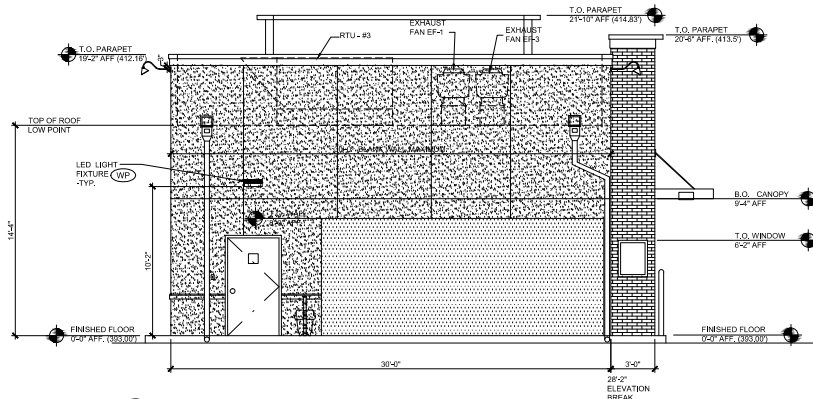 T.O. PARAPET
21'-10" AFF (414.83')
EXHAUST
FAN EF-1
EXHAUST
FAN EF-3
RTU - #3
T.O. PARAPET
20'-6" AFF. (413.5')
T.O. PARAPET
19'-2" AFF (412.16')
TOP OF ROOF
LOW POINT
BLANK WALL MAXIMUM
LED LIGHT
FIXTURE
-TYP.
WP
B.O. CANOPY
9'-4" AFF
T.O. WINDOW
6'-2" AFF
14'-4"
10'-2"
FINISHED FLOOR
0'-0" AFF. (393.00')
FINISHED FLOOR
0'-0" AFF. (393.00')
30'-0"
3'-0"
28'-2"
ELEVATION
BREAK